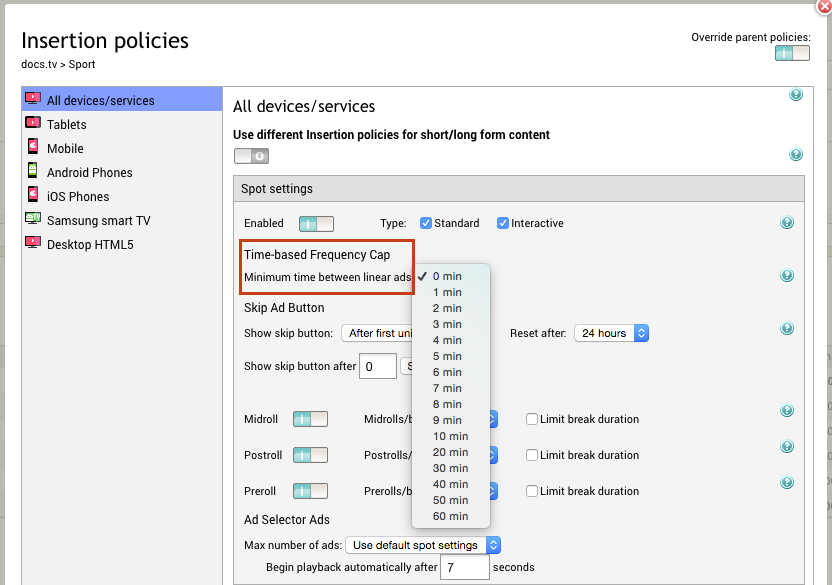 Insertion policies
Override parent policies:
docs.tv > Sport
All devices/services
Tablets
Mobile
Android Phones
iOS Phones
Samsung smart TV
Desktop HTML5
All devices/services
Use different Insertion policies for short/long form content
Spot settings
Enabled Type: Standard Interactive
Time-based Frequency Cap
Minimum time between linear ads
✓ 0 min
1 min
2 min
3 min
4 min
5 min
6 min
7 min
8 min
9 min
10 min
20 min
30 min
40 min
50 min
60 min
Skip Ad Button
Show skip button: After first Reset after: 24 hours
Show skip button after 0
Midroll Midrolls/ Limit break duration
Postroll Postrolls/ Limit break duration
Preroll Prerolls/ Limit break duration
Ad Selector Ads
Max number of ads: Use default spot settings
Begin playback automatically after 7 seconds